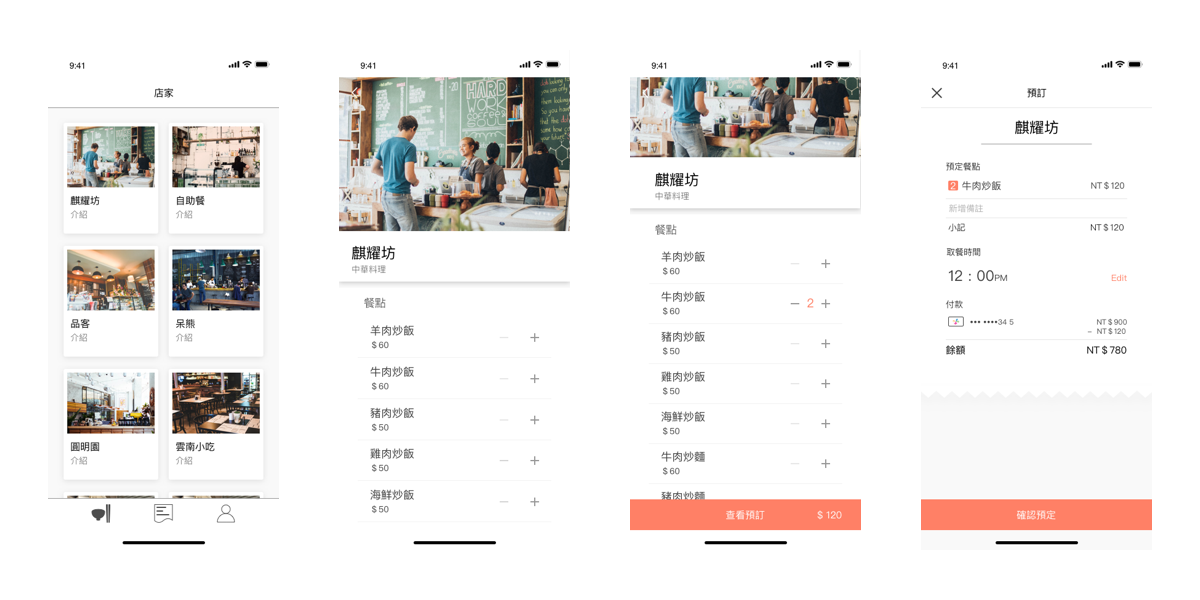 9:41
店家
麒耀坊
介紹
自助餐
介紹
品客
介紹
呆熊
介紹
圓明園
介紹
雲南小吃
介紹
9:41
HARD
WORK
COFFEE
SOUL
麒耀坊
中華料理
餐點
羊肉炒飯
$ 60
牛肉炒飯
$ 60
豬肉炒飯
$ 50
雞肉炒飯
$ 50
海鮮炒飯
$ 50
9:41
麒耀坊
中華料理
餐點
羊肉炒飯
$ 60
牛肉炒飯
$ 60
2
豬肉炒飯
$ 50
雞肉炒飯
$ 50
海鮮炒飯
$ 50
牛肉炒麵
$ 60
豬肉炒麵
查看預訂 $ 120
9:41
預訂
麒耀坊
預定餐點
2 牛肉炒飯 NT $ 120
新增備註
小記 NT $ 120
取餐時間
12：00PM Edit
付款
••• ••••34 5 NT $ 900
– NT $ 120
餘額 NT $ 780
確認預定